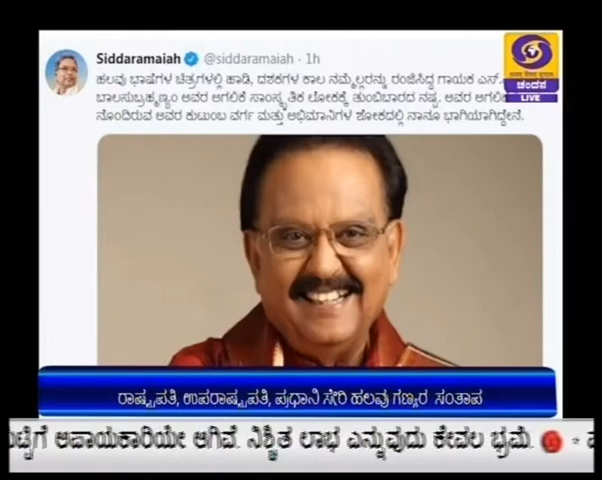 Siddaramaiah @siddaramaiah · 1h
ಹಲವು ಭಾಷೆಗಳ ಚಿತ್ರಗಳಲ್ಲಿ ಹಾಡಿ, ದಶಕಗಳ ಕಾಲ ನಮ್ಮೆಲ್ಲರನ್ನು ರಂಜಿಸಿದ್ದ ಗಾಯಕ ಎಸ್.
ಬಾಲಸುಬ್ರಹ್ಮಣ್ಯಂ ಅವರ ಅಗಲಿಕೆ ಸಾಂಸ್ಕೃತಿಕ ಲೋಕಕ್ಕೆ ತುಂಬಿಬಾರದ ನಷ್ಟ. ಅವರ
ನೊಂದಿರುವ ಅವರ ಕುಟುಂಬ ವರ್ಗ ಮತ್ತು ಅಭಿಮಾನಿಗಳ ಶೋಕದಲ್ಲಿ ನಾನೂ ಭಾಗಿಯಾಗಿದ್ದೇನೆ.
ಚಂದನ
LIVE
ರಾಷ್ಟ್ರಪತಿ, ಉಪರಾಷ್ಟ್ರಪತಿ, ಪ್ರಧಾನಿ ಸೇರಿ ಹಲವು ಗಣ್ಯರ ಸಂತಾಪ
ಅಪಾಯಕಾರಿಯೇ ಆಗಿವೆ. ನಿಶ್ಚಿತ ಲಾಭ ಎನ್ನುವುದು ಕೇವಲ ಭ್ರಮೆ.